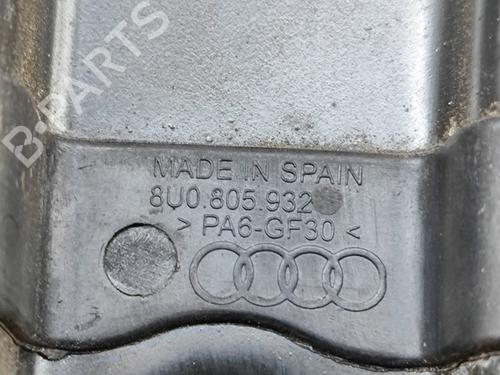 B-PARTS
MADE IN SPAIN
8U0.805.932
> PA6-GF30 <